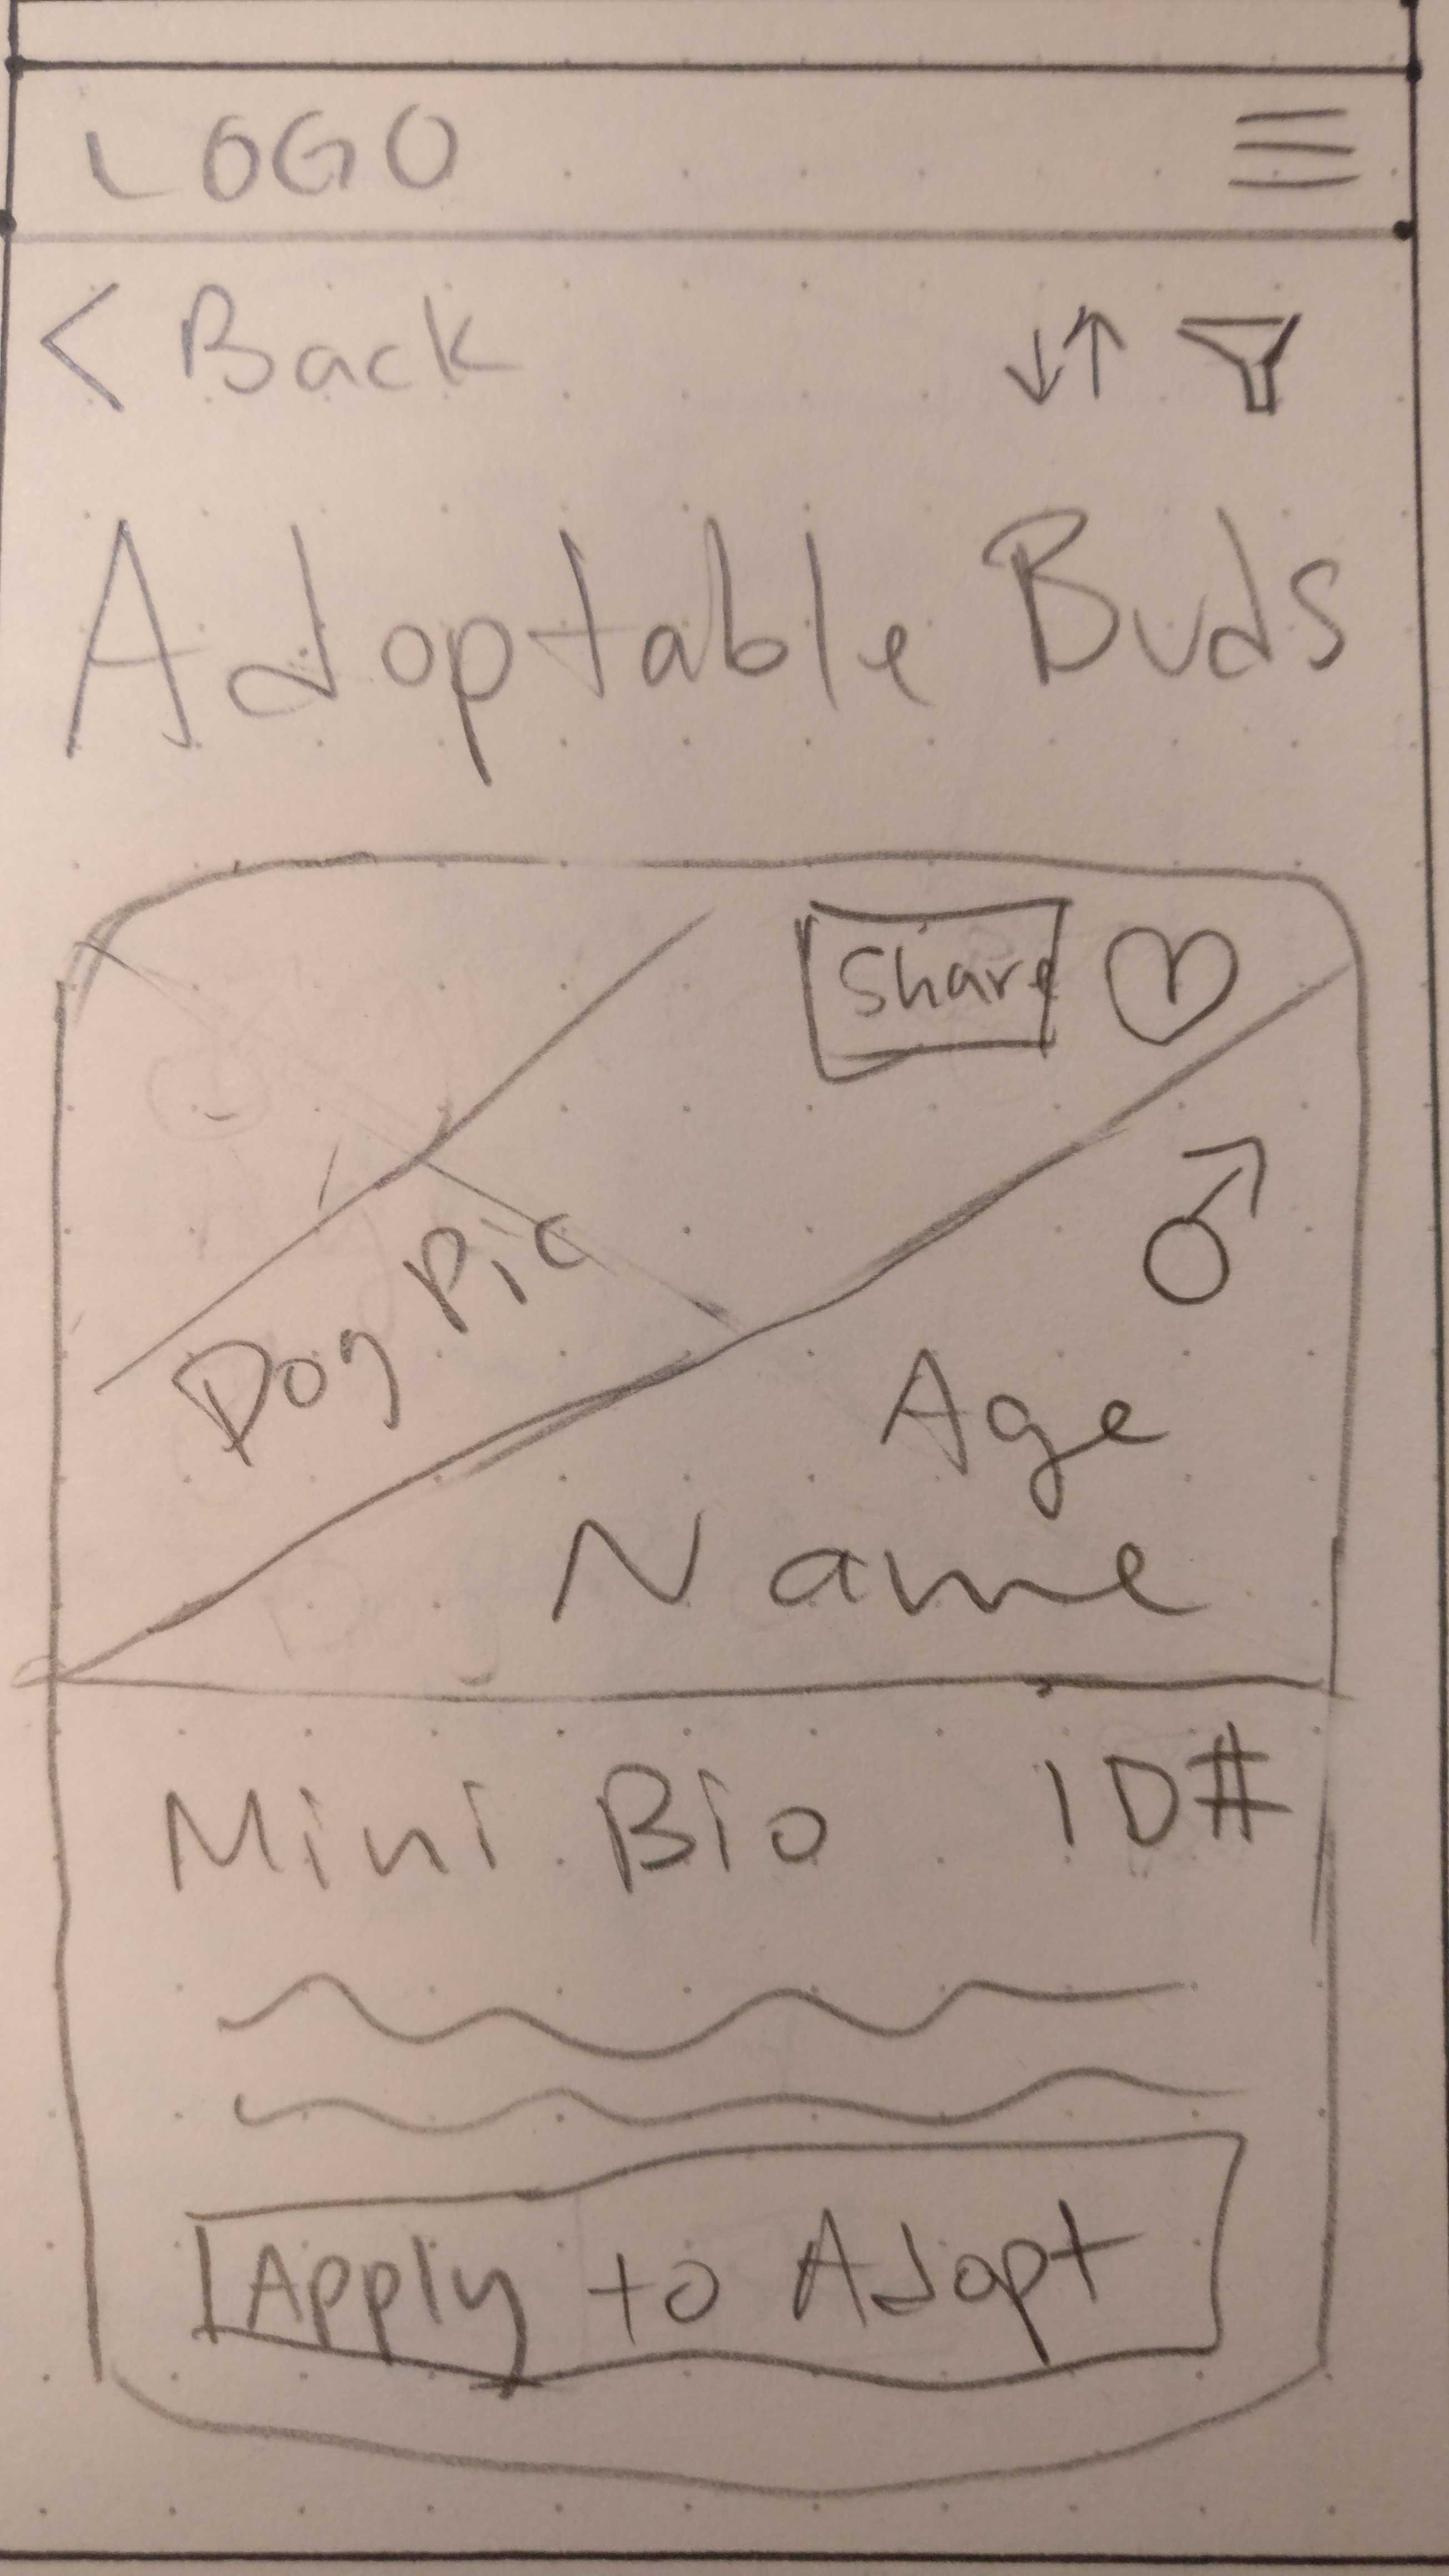 LOGO
< Back
Adoptable Buds
Share
Dog Pic
Age
Name
Mini Bio ID#
Apply to Adopt